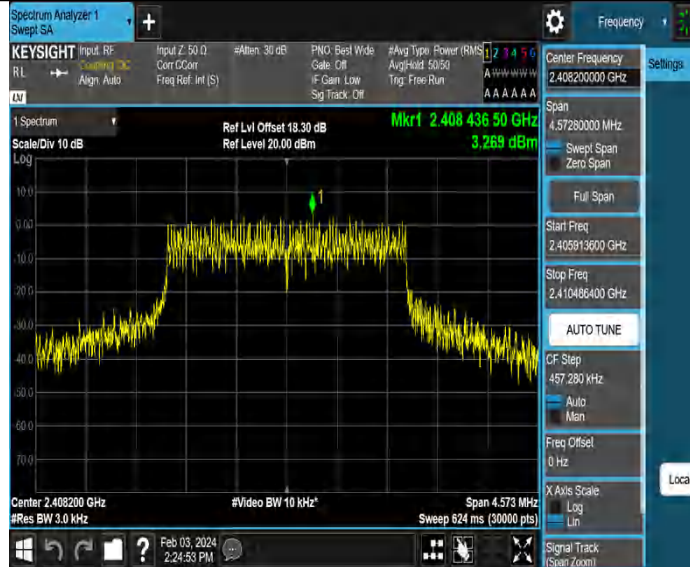 Spectrum Analyzer 1
Swept SA
+
Frequency
KEYSIGHT
RL
Input: RF
Coupling: DC
Align: Auto
Input Z: 50 Ω
Corr CCorr
Freq Ref: Int (S)
#Atten: 30 dB
PNO: Best Wide
Gate: Off
IF Gain: Low
Sig Track: Off
#Avg Type: Power (RMS
Avg|Hold: 50/50
Trig: Free Run
1 2 3 4 5 6
A W W W W W
A A A A A A
LXI
1 Spectrum
Scale/Div 10 dB
Ref Lvl Offset 18.30 dB
Ref Level 20.00 dBm
Mkr1 2.408 436 50 GHz
3.269 dBm
Log
10.0
0.00
-10.0
-20.0
-30.0
-40.0
-50.0
-60.0
-70.0
1
Center 2.408200 GHz
#Res BW 3.0 kHz
#Video BW 10 kHz*
Span 4.573 MHz
Sweep 624 ms (30000 pts)
Feb 03, 2024
2:24:53 PM
?
Center Frequency
2.408200000 GHz
Settings
Span
4.57280000 MHz
Swept Span
Zero Span
Full Span
Start Freq
2.405913600 GHz
Stop Freq
2.410486400 GHz
AUTO TUNE
CF Step
457.280 kHz
Auto
Man
Freq Offset
0 Hz
X Axis Scale
Log
Lin
Loca
Signal Track
(Span Zoom)